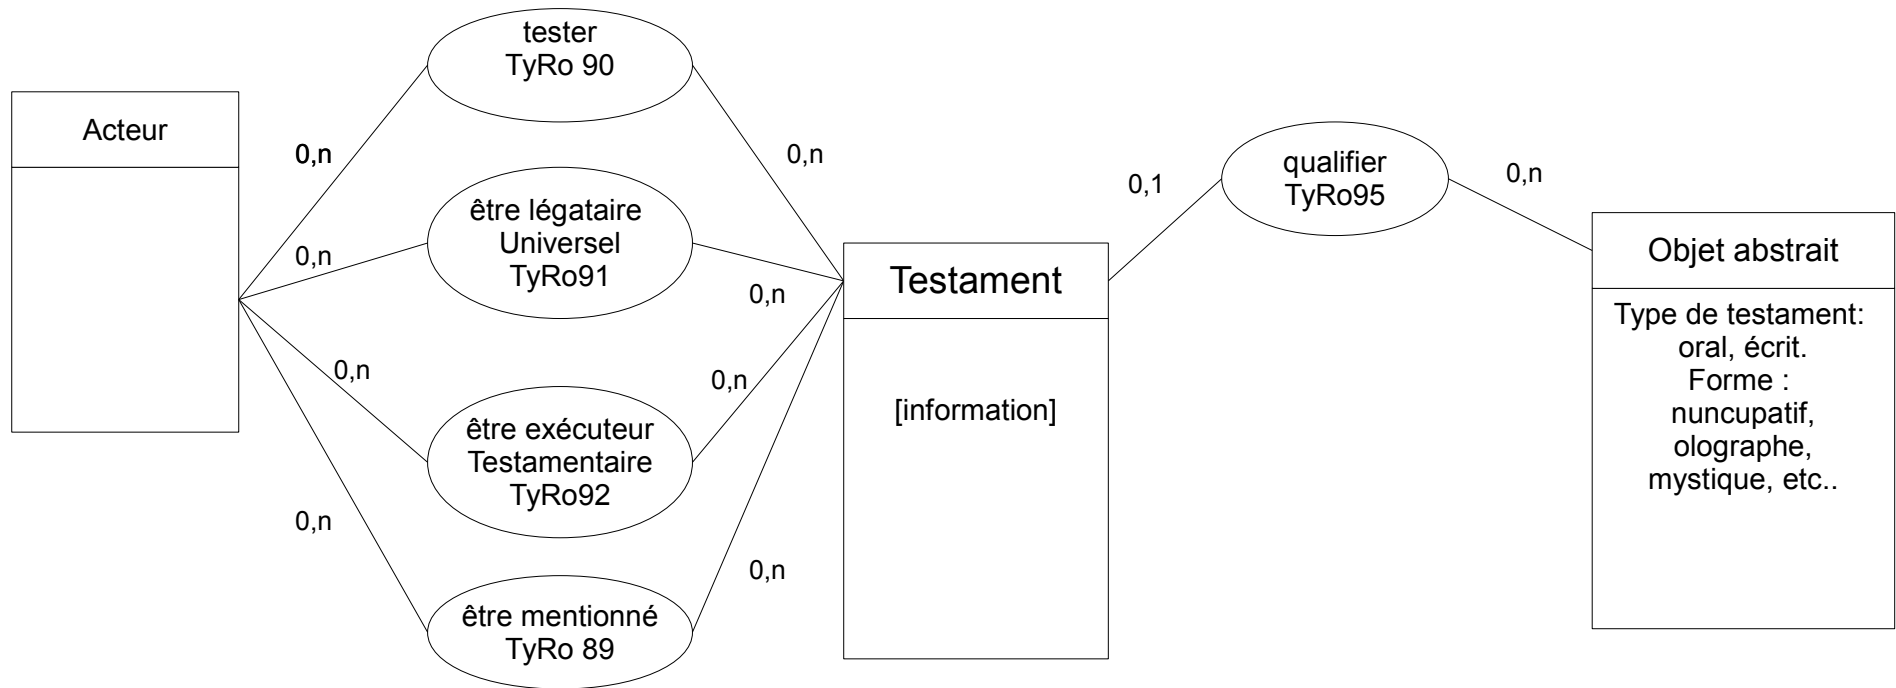 tester
TyRo 90
Acteur
0,n
0,n
être légataire
Universel
TyRo91
0,n
0,n
0,n
0,n
être exécuteur
Testamentaire
TyRo92
0,n
0,n
être mentionné
TyRo 89
Testament
[information]
0,1
qualifier
TyRo95
0,n
Objet abstrait
Type de testament:
oral, écrit.
Forme :
nuncupatif,
olographe,
mystique, etc..